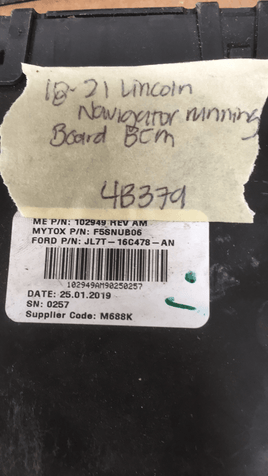 18-21 Lincoln
Navigator running
Board BCM
4B379
ME P/N: 102949 REV AM
MYTOX P/N: F5SNUB06
FORD P/N: JL7T-16C478-AN
102949AM90250257
DATE: 25.01.2019
SN: 0257
Supplier Code: M688K